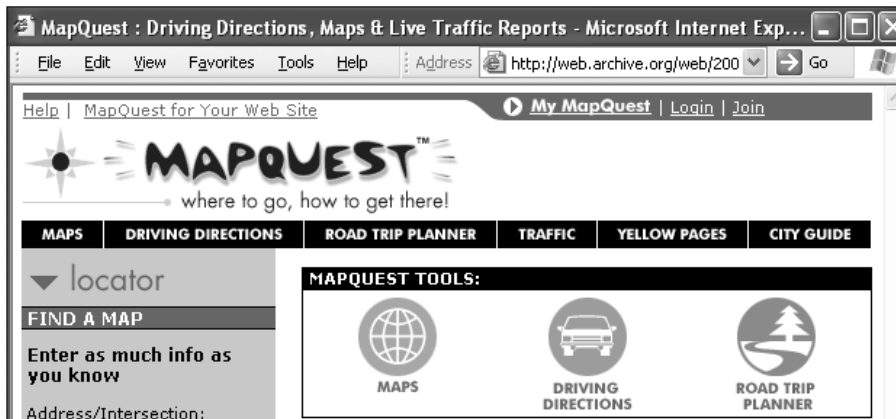 MapQuest : Driving Directions, Maps & Live Traffic Reports - Microsoft Internet Exp...
File Edit View Favorites Tools Help Address http://web.archive.org/web/200 Go
Help | MapQuest for Your Web Site My MapQuest | Login | Join
MAPQUEST™
where to go, how to get there!
MAPS DRIVING DIRECTIONS ROAD TRIP PLANNER TRAFFIC YELLOW PAGES CITY GUIDE
locator
FIND A MAP
Enter as much info as
you know
Address/Intersection:
MAPQUEST TOOLS:
MAPS
DRIVING
DIRECTIONS
ROAD TRIP
PLANNER